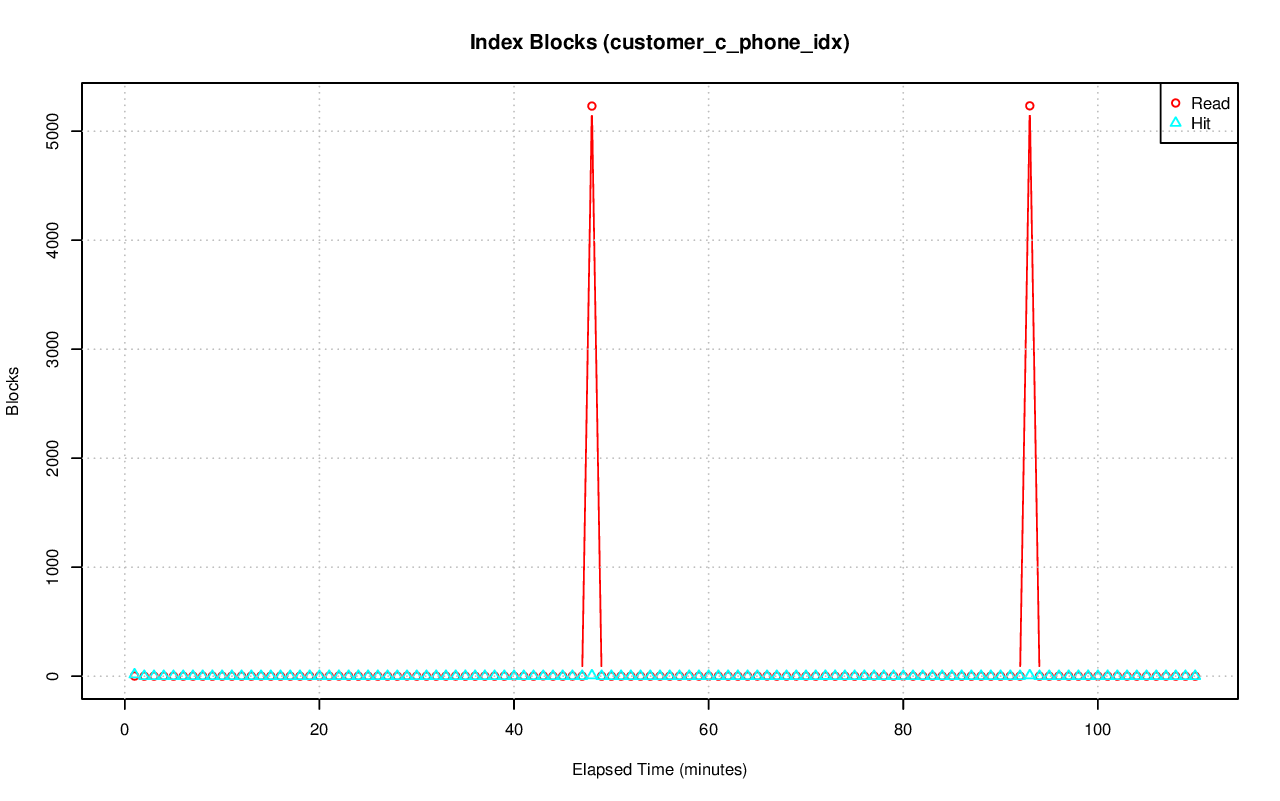 Index Blocks (customer_c_phone_idx)
Read
Hit
5000
4000
3000
2000
1000
0
Blocks
0 20 40 60 80 100
Elapsed Time (minutes)